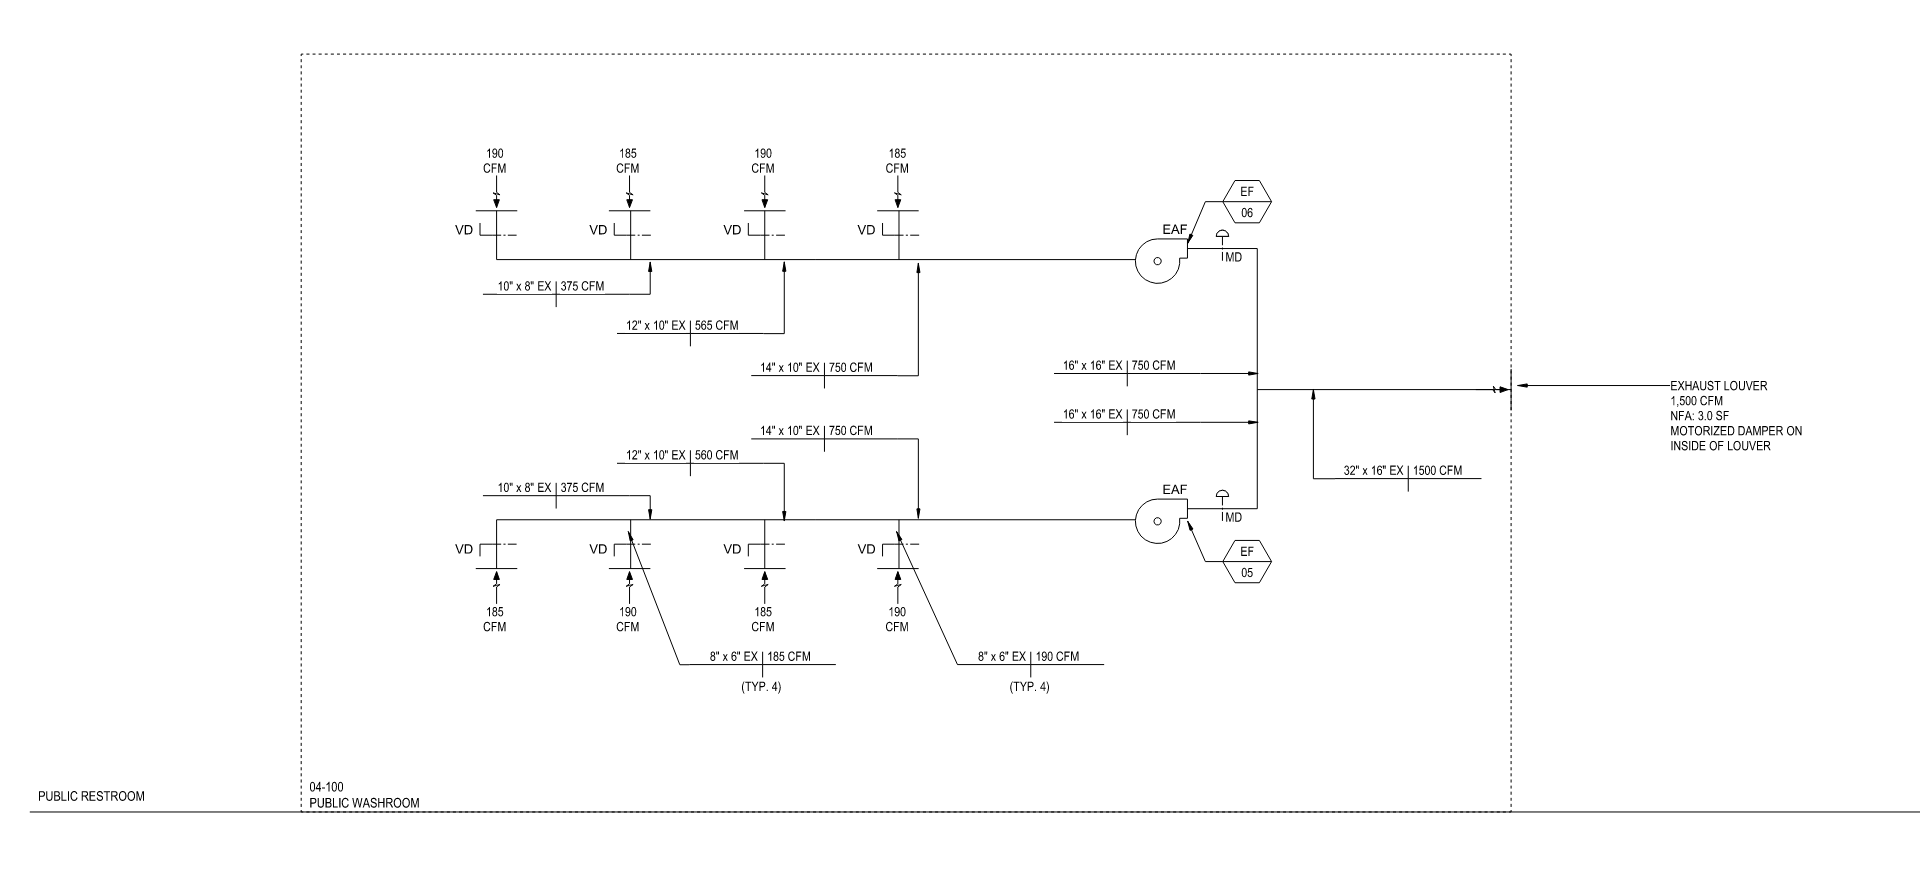 190
CFM
185
CFM
190
CFM
185
CFM
EF
06
VD
VD
VD
VD
EAF
MD
10" x 8" EX 375 CFM
12" x 10" EX 565 CFM
14" x 10" EX 750 CFM
16" x 16" EX 750 CFM
16" x 16" EX 750 CFM
EXHAUST LOUVER
1,500 CFM
NFA: 3.0 SF
MOTORIZED DAMPER ON
INSIDE OF LOUVER
14" x 10" EX 750 CFM
12" x 10" EX 560 CFM
10" x 8" EX 375 CFM
32" x 16" EX 1500 CFM
EAF
MD
VD
VD
VD
VD
EF
05
185
CFM
190
CFM
185
CFM
190
CFM
8" x 6" EX 185 CFM
(TYP. 4)
8" x 6" EX 190 CFM
(TYP. 4)
PUBLIC RESTROOM
04-100
PUBLIC WASHROOM